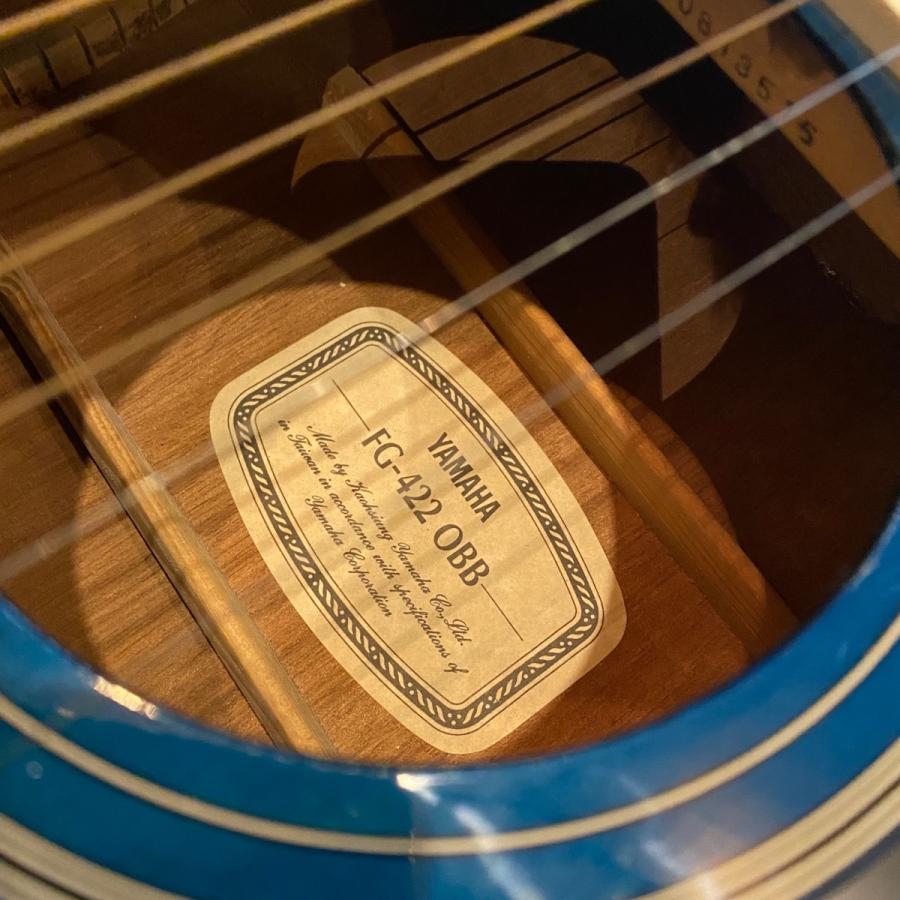 YAMAHA
FG-422 OBB
Made by Kaohsiung Yamaha Co., Ltd.
in Taiwan in accordance with specifications of
Yamaha Corporation